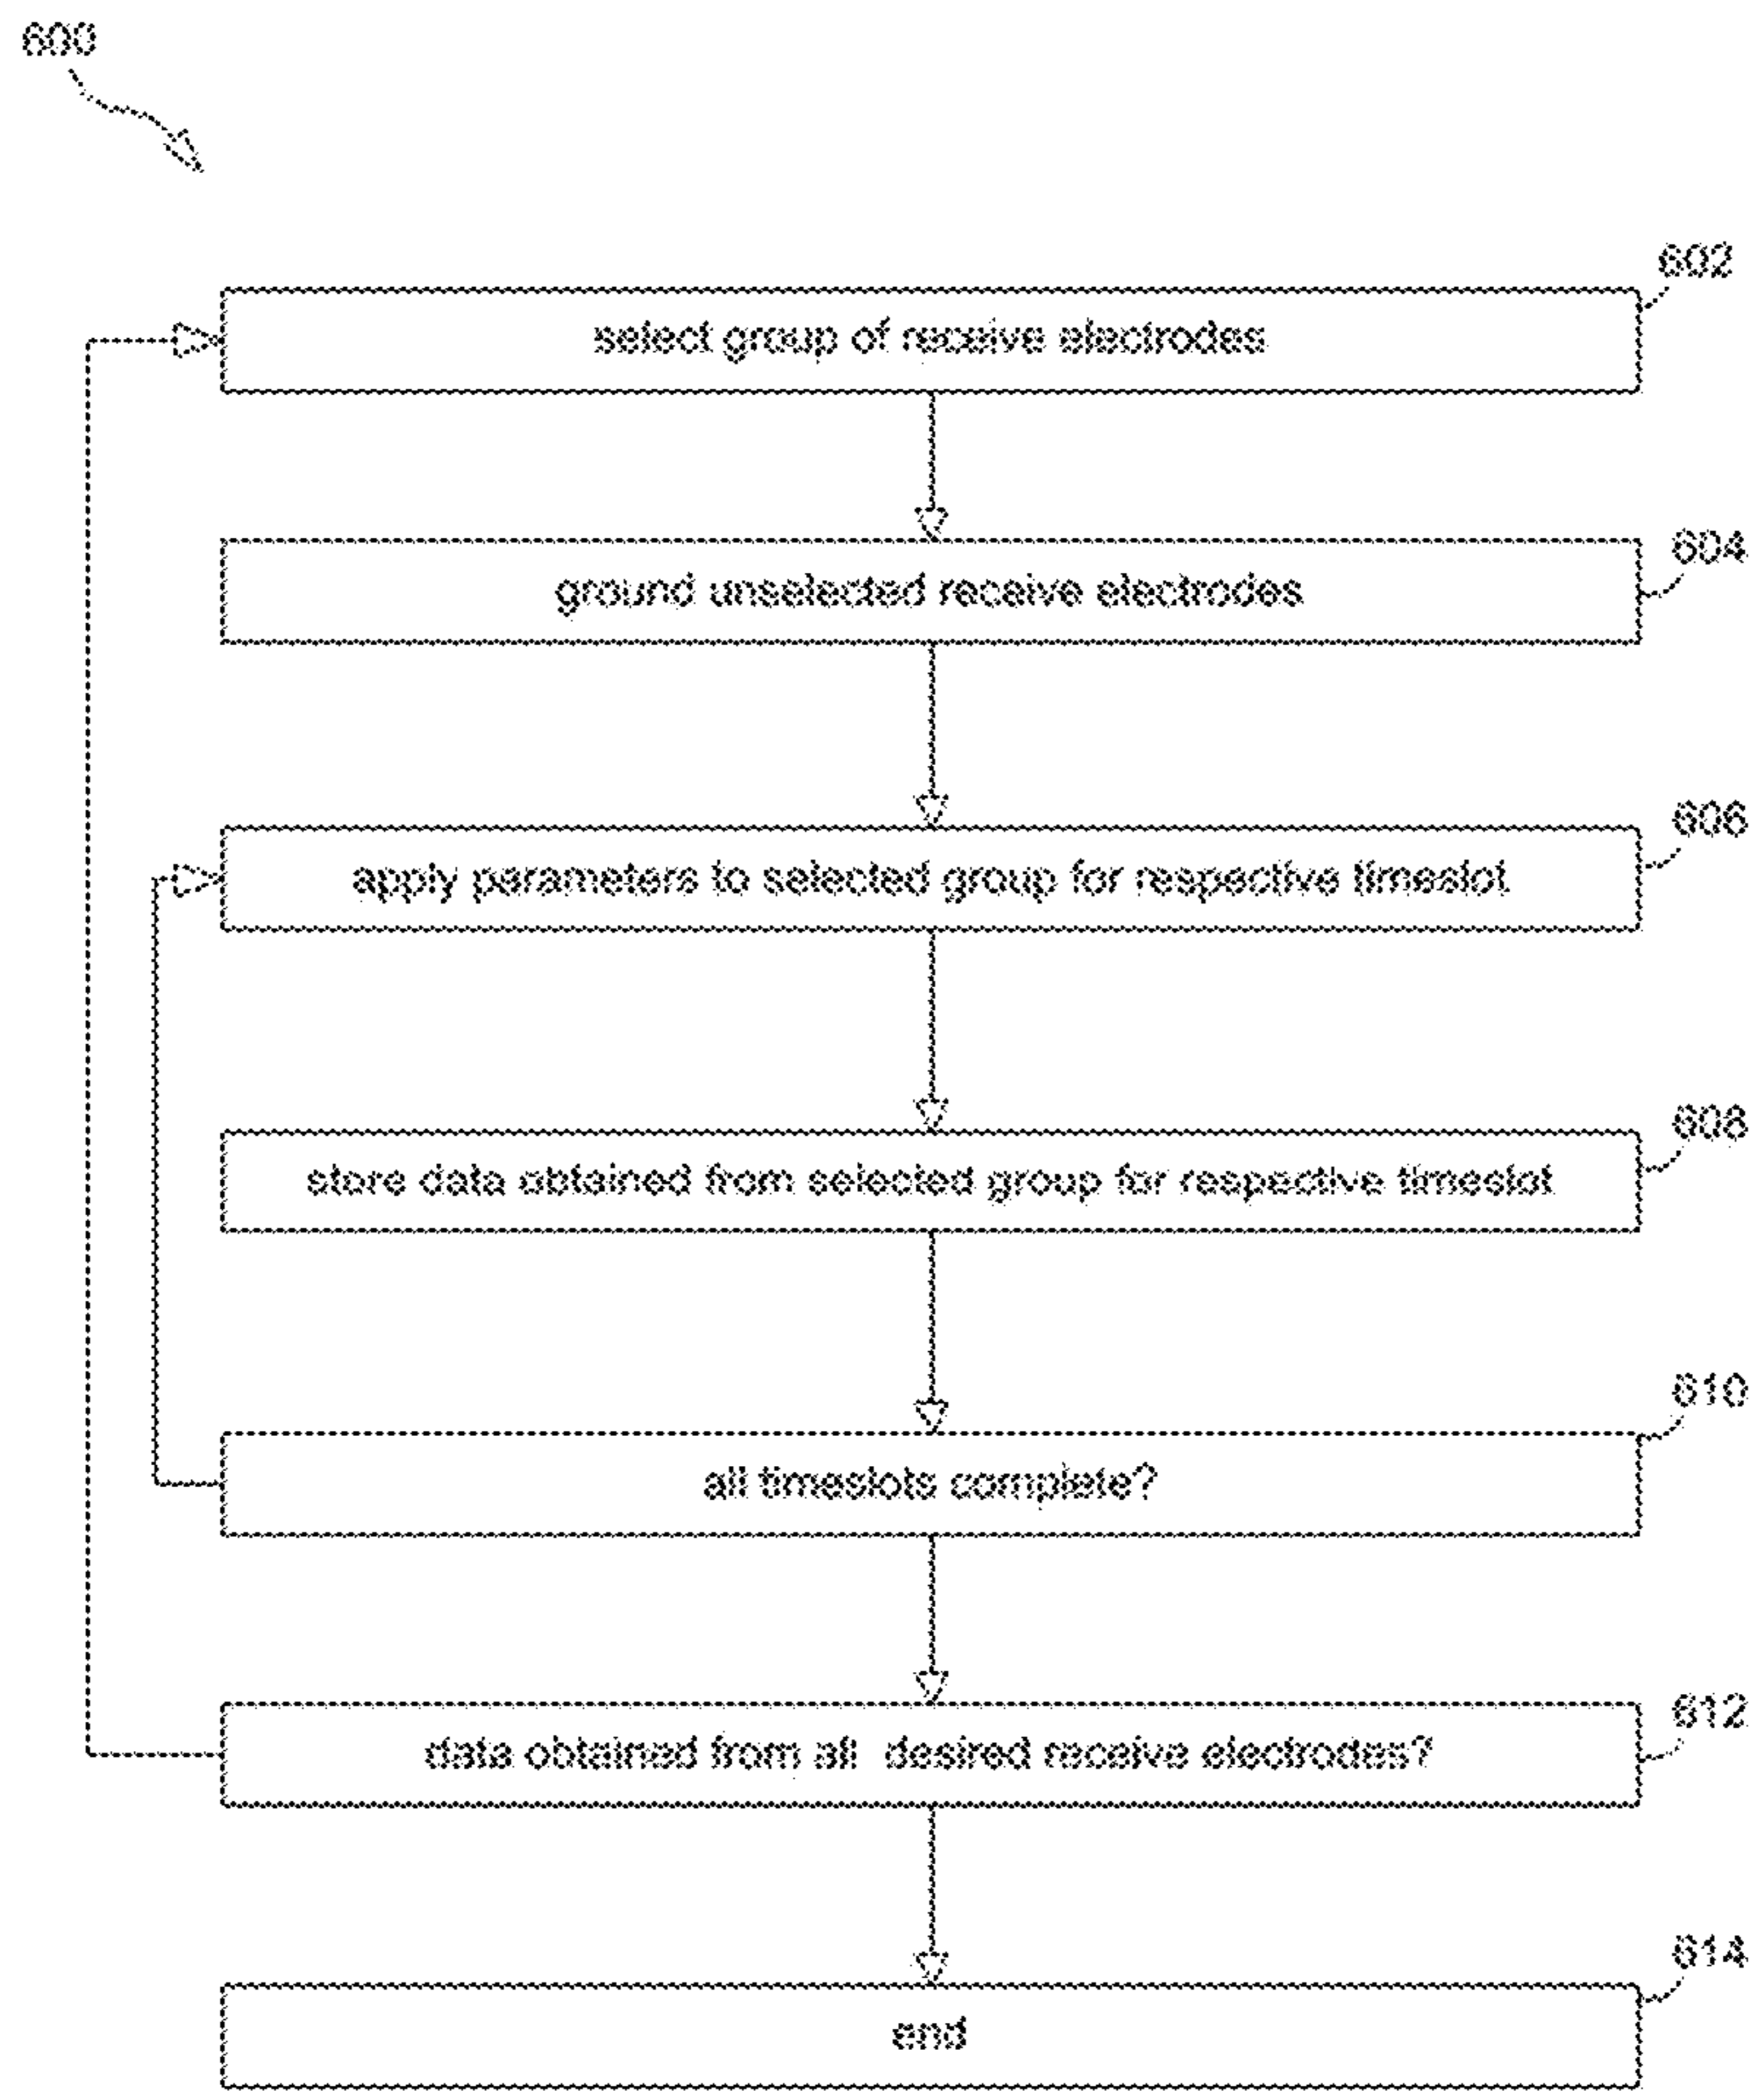 600
602
select group of receive electrodes
604
ground unselected receive electrodes
606
apply parameters to selected group for respective timeslot
608
store data obtained from selected group for respective timeslot
610
all timeslots complete?
612
data obtained from all desired receive electrodes?
614
end